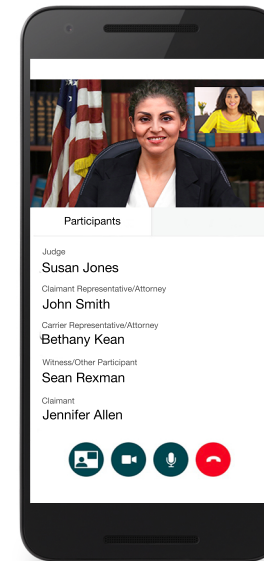 Participants
Judge
Susan Jones
Claimant Representative/Attorney
John Smith
Carrier Representative/Attorney
Bethany Kean
Witness/Other Participant
Sean Rexman
Claimant
Jennifer Allen